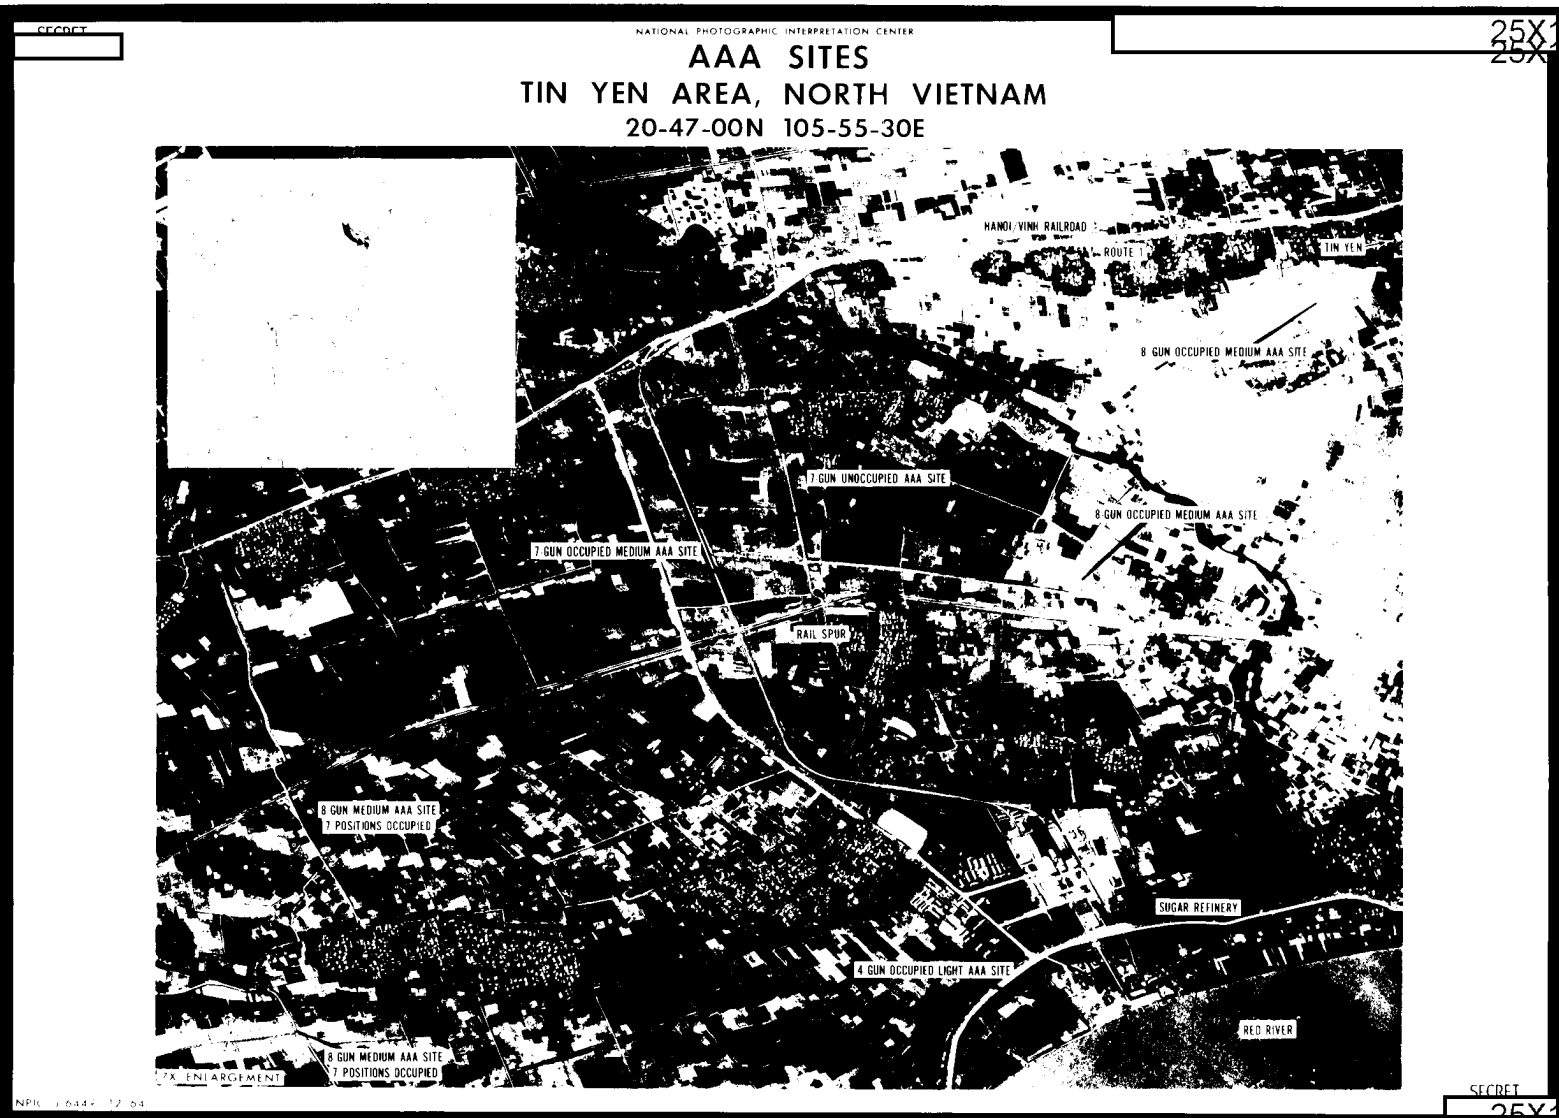 SECRET
NATIONAL PHOTOGRAPHIC INTERPRETATION CENTER
25X1
25X1
AAA SITES
TIN YEN AREA, NORTH VIETNAM
20-47-00N 105-55-30E
HANOI/VINH RAILROAD
ROUTE 1
TIN YEN
8 GUN OCCUPIED MEDIUM AAA SITE
7-GUN UNOCCUPIED AAA SITE
8-GUN OCCUPIED MEDIUM AAA SITE
7-GUN OCCUPIED MEDIUM AAA SITE
RAIL SPUR
8 GUN MEDIUM AAA SITE
7 POSITIONS OCCUPIED
SUGAR REFINERY
4 GUN OCCUPIED LIGHT AAA SITE
RED RIVER
8 GUN MEDIUM AAA SITE
7 POSITIONS OCCUPIED
7X ENLARGEMENT
SECRET
25X1